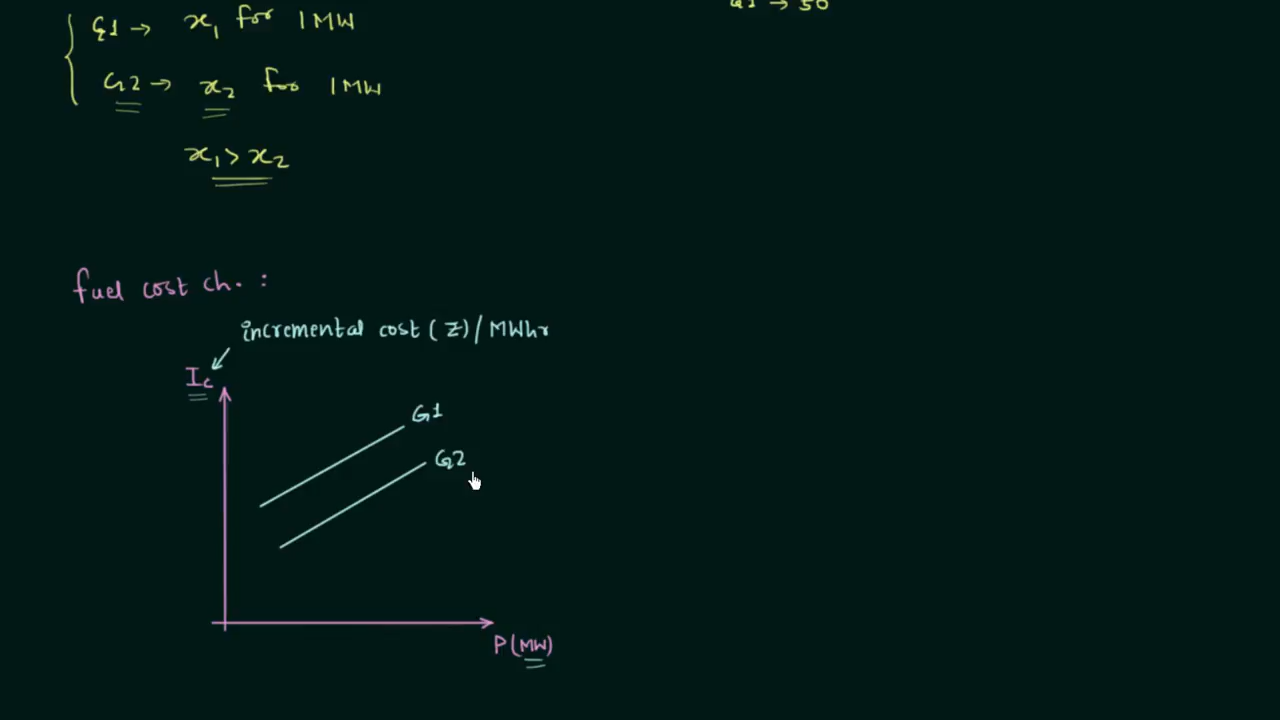 G1 → x₁ for 1MW
G2 → x₂ for 1MW
x₁ > x₂
fuel cost ch. :
incremental cost (Z)/MWhr
Ic
G1
G2
P(MW)